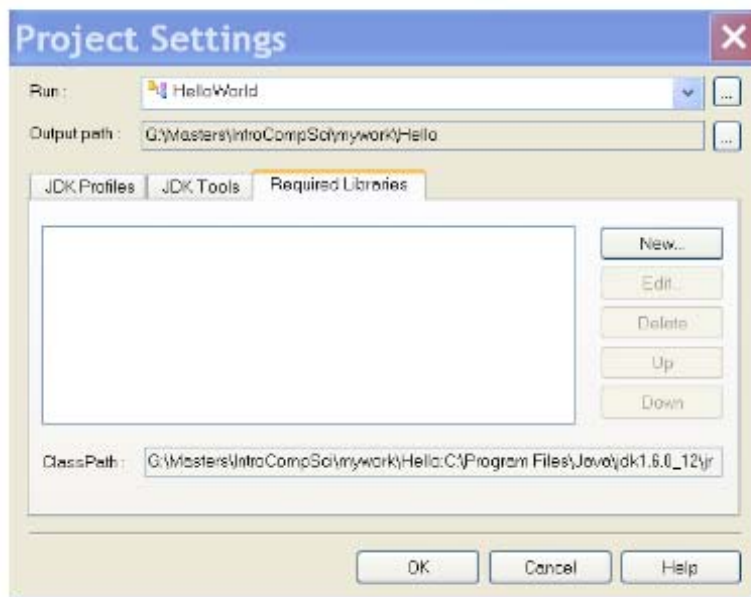 Project Settings
Run :
HelloWorld
...
Output path :
G:\Masters\IntroCompSci\mywork\Hello
...
JDK Profiles
JDK Tools
Required Libraries
New...
Edit...
Delete
Up
Down
ClassPath :
G:\Masters\IntroCompSci\mywork\Hello;C:\Program Files\Java\jdk1.6.0_12\jr
OK
Cancel
Help